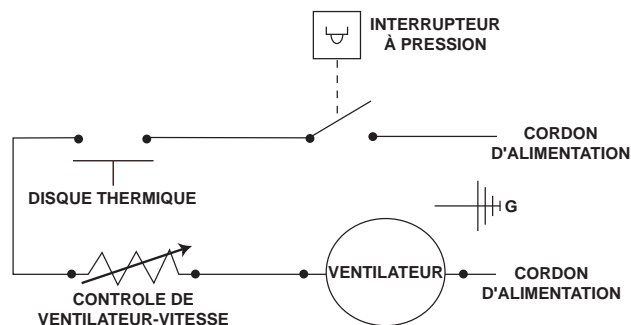 INTERRUPTEUR
À PRESSION
CORDON
D'ALIMENTATION
DISQUE THERMIQUE
G
VENTILATEUR
CORDON
D'ALIMENTATION
CONTROLE DE
VENTILATEUR-VITESSE